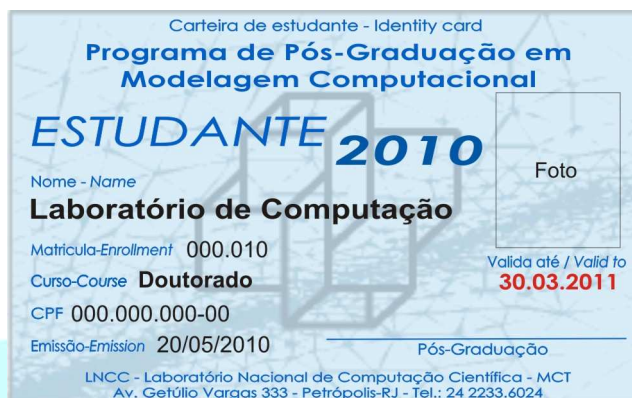 Carteira de estudante - Identity card
Programa de Pós-Graduação em
Modelagem Computacional
ESTUDANTE 2010
Foto
Nome - Name
Laboratório de Computação
Matricula-Enrollment 000.010
Valida até / Valid to
30.03.2011
Curso-Course Doutorado
CPF 000.000.000-00
Emissão-Emission 20/05/2010
Pós-Graduação
LNCC - Laboratório Nacional de Computação Científica - MCT
Av. Getúlio Vargas 333 - Petrópolis-RJ - Tel.: 24 2233.6024